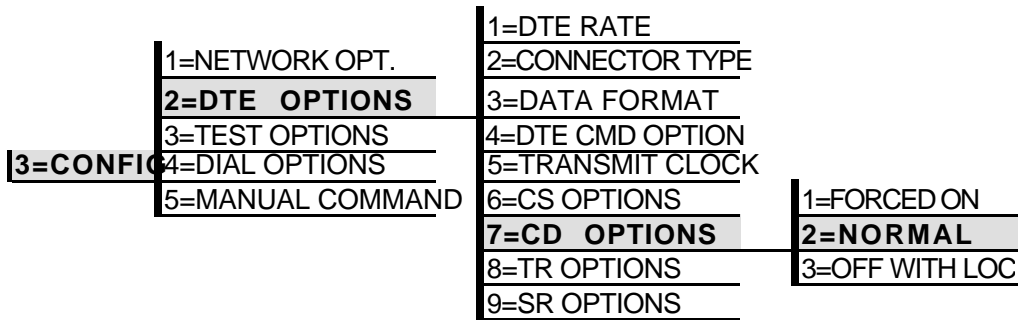 3=CONFIG
1=NETWORK OPT.
2=DTE OPTIONS
3=TEST OPTIONS
4=DIAL OPTIONS
5=MANUAL COMMAND
1=DTE RATE
2=CONNECTOR TYPE
3=DATA FORMAT
4=DTE CMD OPTION
5=TRANSMIT CLOCK
6=CS OPTIONS
7=CD OPTIONS
8=TR OPTIONS
9=SR OPTIONS
1=FORCED ON
2=NORMAL
3=OFF WITH LOC